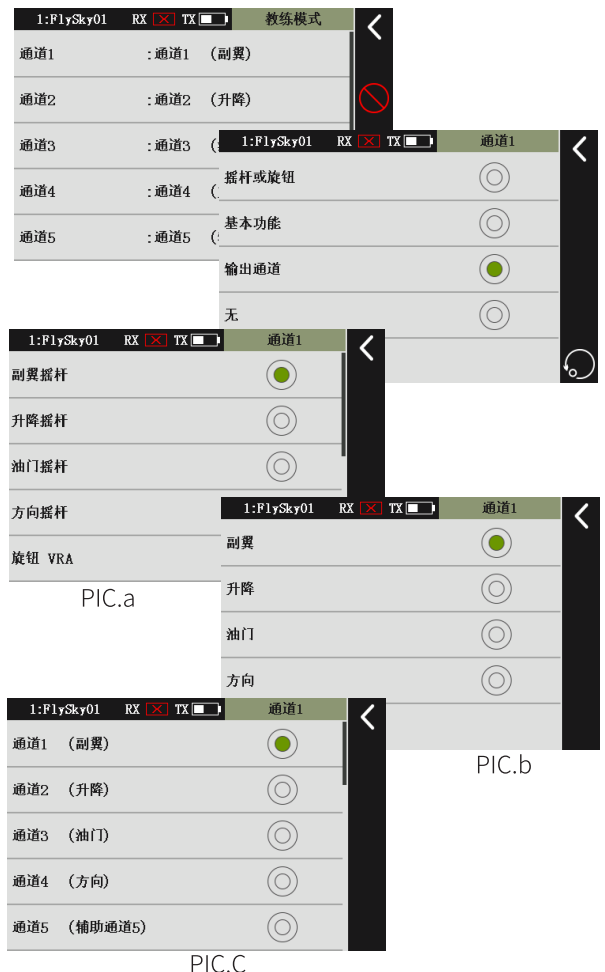 1:FlySky01 RX TX 教练模式
通道1 :通道1 (副翼)
通道2 :通道2 (升降)
通道3 :通道3 (
通道4 :通道4 (
通道5 :通道5 (
1:FlySky01 RX TX 通道1
摇杆或旋钮
基本功能
输出通道
无
1:FlySky01 RX TX 通道1
副翼摇杆
升降摇杆
油门摇杆
方向摇杆
旋钮 VRA
PIC.a
1:FlySky01 RX TX 通道1
副翼
升降
油门
方向
PIC.b
1:FlySky01 RX TX 通道1
通道1 (副翼)
通道2 (升降)
通道3 (油门)
通道4 (方向)
通道5 (辅助通道5)
PIC.C